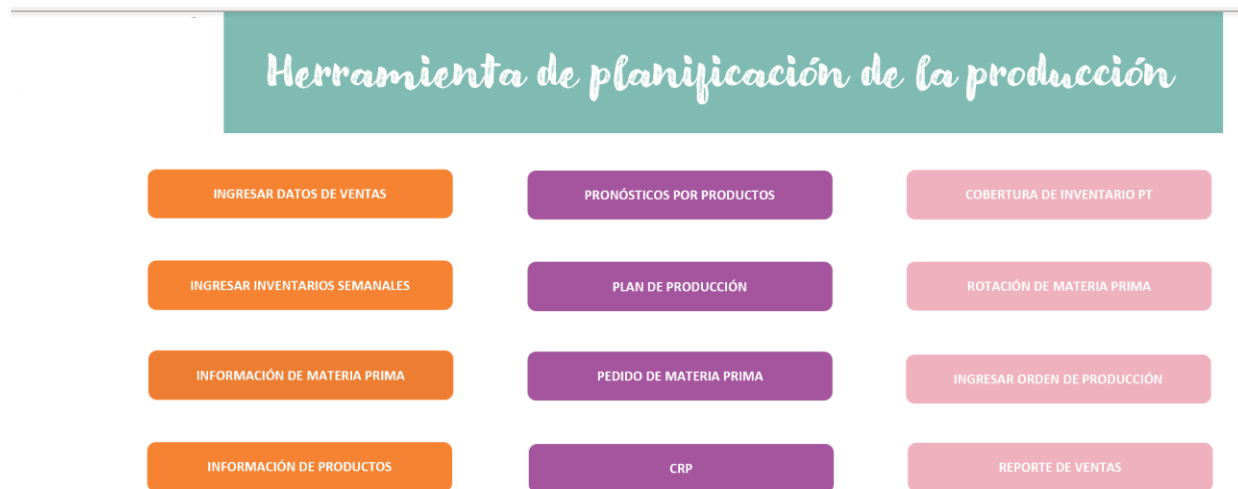 Herramienta de planificación de la producción
INGRESAR DATOS DE VENTAS
PRONÓSTICOS POR PRODUCTOS
COBERTURA DE INVENTARIO PT
INGRESAR INVENTARIOS SEMANALES
PLAN DE PRODUCCIÓN
ROTACIÓN DE MATERIA PRIMA
INFORMACIÓN DE MATERIA PRIMA
PEDIDO DE MATERIA PRIMA
INGRESAR ORDEN DE PRODUCCIÓN
INFORMACIÓN DE PRODUCTOS
CRP
REPORTE DE VENTAS